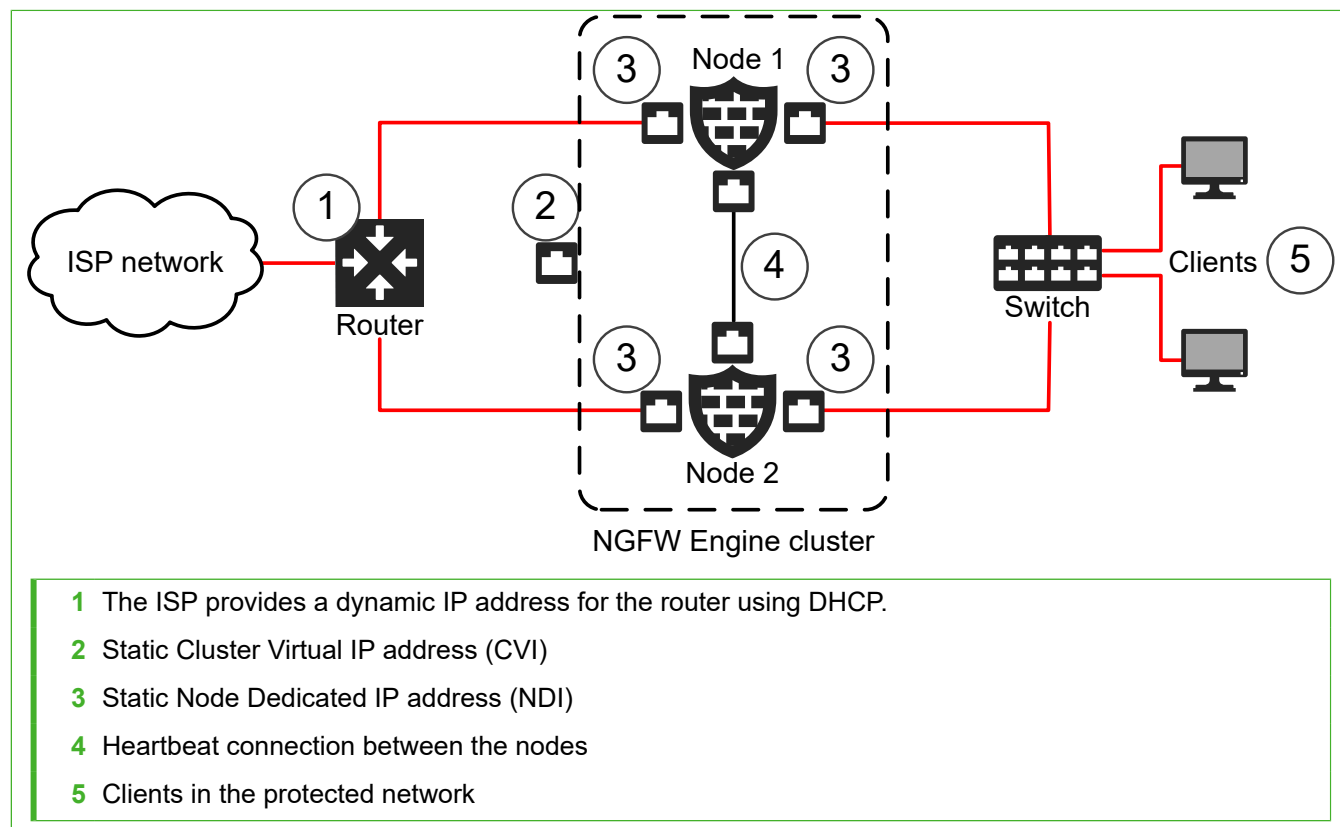 Node 1
3
3
1
2
ISP network
4
Clients
5
Router
Switch
3
3
Node 2
NGFW Engine cluster
1 The ISP provides a dynamic IP address for the router using DHCP.
2 Static Cluster Virtual IP address (CVI)
3 Static Node Dedicated IP address (NDI)
4 Heartbeat connection between the nodes
5 Clients in the protected network